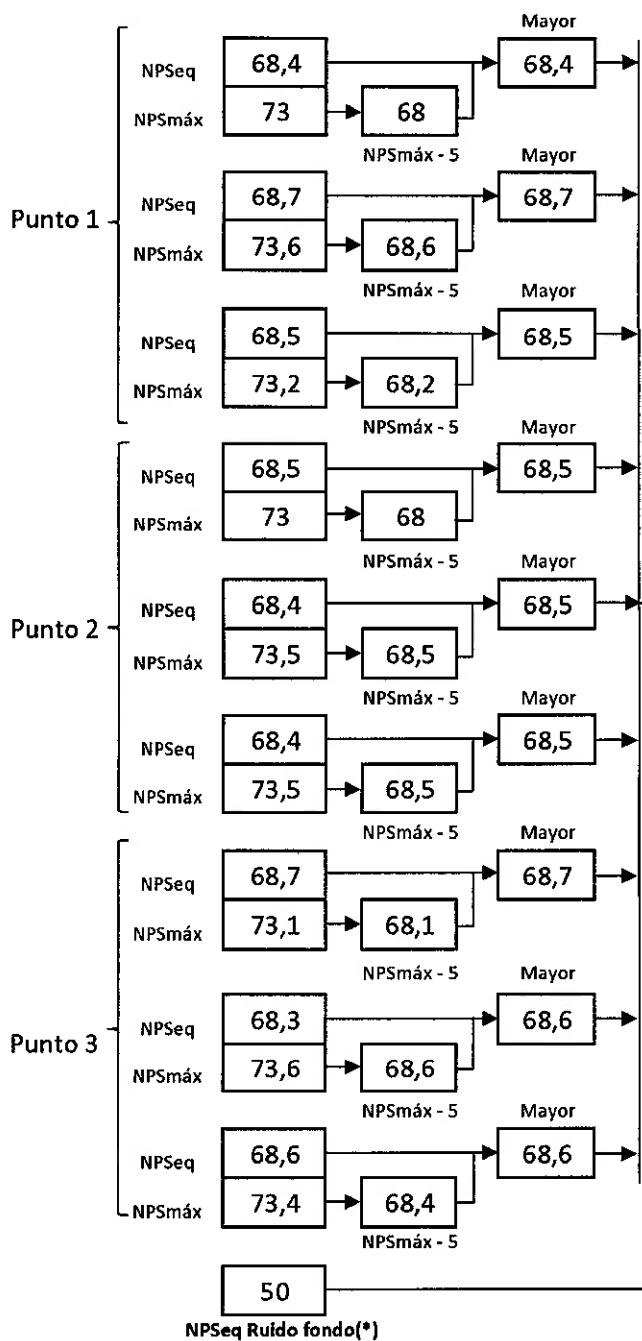 Mayor
NPSeq 68,4 68,4
NPSmáx 73 68
NPSmáx - 5
Mayor
Punto 1
NPSeq 68,7 68,7
NPSmáx 73,6 68,6
NPSmáx - 5
Mayor
NPSeq 68,5 68,5
NPSmáx 73,2 68,2
NPSmáx - 5
Mayor
NPSeq 68,5 68,5
NPSmáx 73 68
NPSmáx - 5
Mayor
Punto 2
NPSeq 68,4 68,5
NPSmáx 73,5 68,5
NPSmáx - 5
Mayor
NPSeq 68,4 68,5
NPSmáx 73,5 68,5
NPSmáx - 5
Mayor
NPSeq 68,7 68,7
NPSmáx 73,1 68,1
NPSmáx - 5
Mayor
Punto 3
NPSeq 68,3 68,6
NPSmáx 73,6 68,6
NPSmáx - 5
Mayor
NPSeq 68,6 68,6
NPSmáx 73,4 68,4
NPSmáx - 5
50
NPSeq Ruido fondo(*)